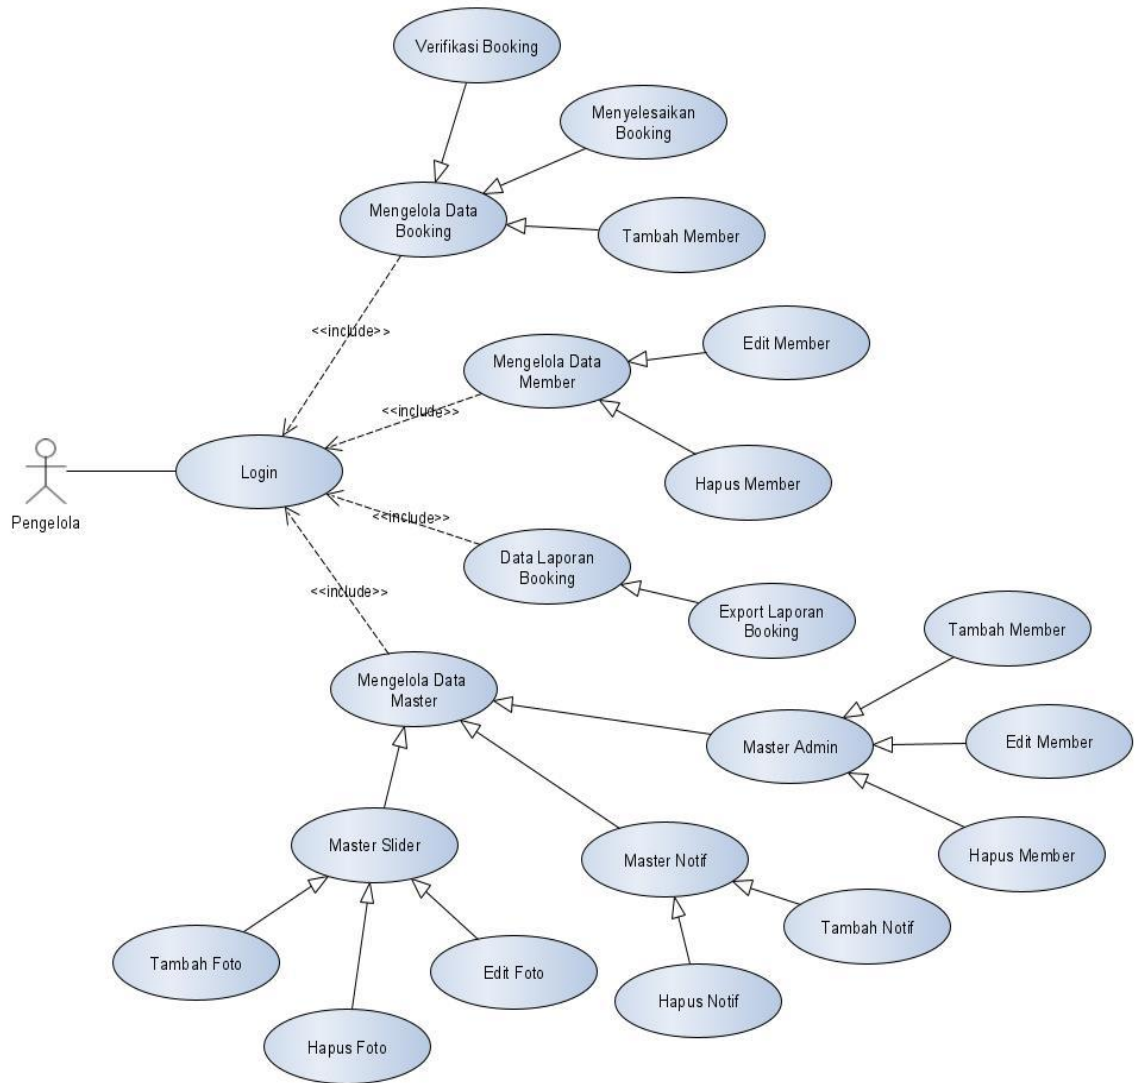 Verifikasi Booking
Menyelesaikan
Booking
Mengelola Data
Booking
Tambah Member
<<include>>
Mengelola Data
Member
Edit Member
<<include>>
Login
Hapus Member
Pengelola
<<include>>
Data Laporan
Booking
<<include>>
Export Laporan
Booking
Tambah Member
Mengelola Data
Master
Master Admin
Edit Member
Master Slider
Master Notif
Hapus Member
Tambah Foto
Edit Foto
Tambah Notif
Hapus Notif
Hapus Foto